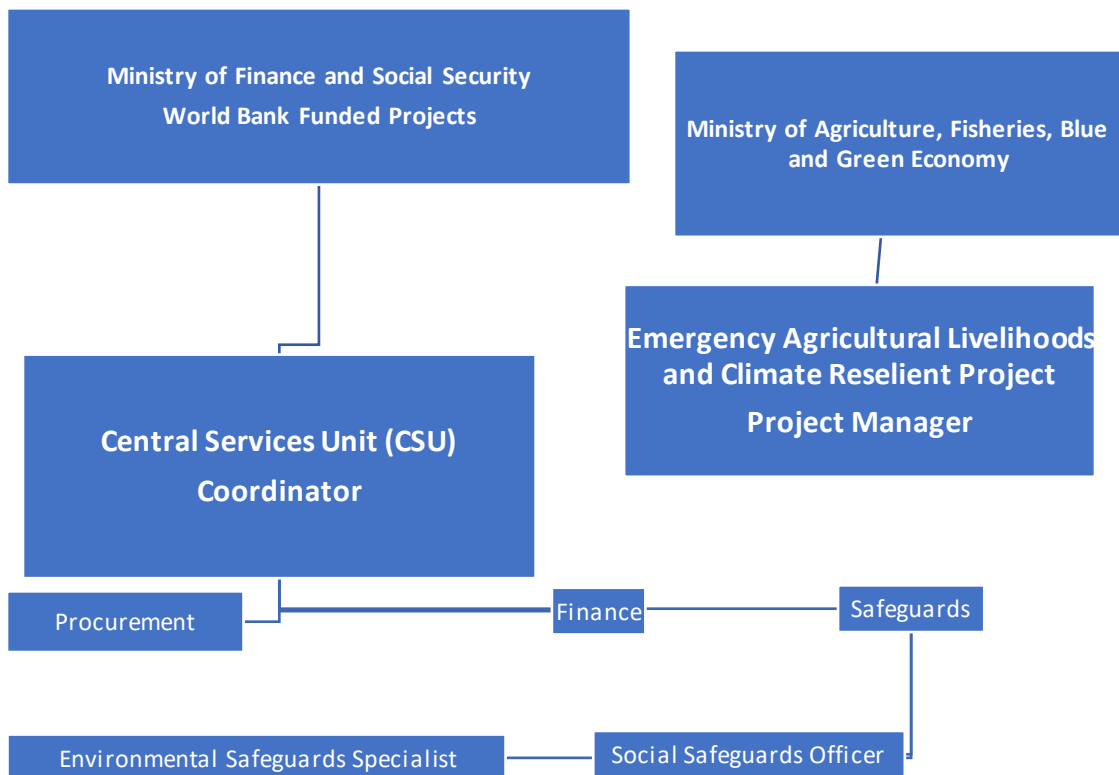 Ministry of Finance and Social Security
World Bank Funded Projects
Ministry of Agriculture, Fisheries, Blue
and Green Economy
Emergency Agricultural Livelihoods
and Climate Reselient Project
Project Manager
Central Services Unit (CSU)
Coordinator
Procurement
Finance
Safeguards
Environmental Safeguards Specialist
Social Safeguards Officer